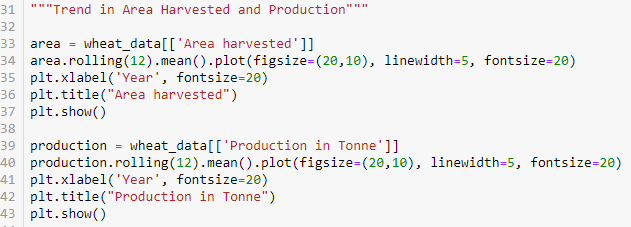 31 """Trend in Area Harvested and Production"""
32
33 area = wheat_data[['Area harvested']]
34 area.rolling(12).mean().plot(figsize=(20,10), linewidth=5, fontsize=20)
35 plt.xlabel('Year', fontsize=20)
36 plt.title("Area harvested")
37 plt.show()
38
39 production = wheat_data[['Production in Tonne']]
40 production.rolling(12).mean().plot(figsize=(20,10), linewidth=5, fontsize=20)
41 plt.xlabel('Year', fontsize=20)
42 plt.title("Production in Tonne")
43 plt.show()